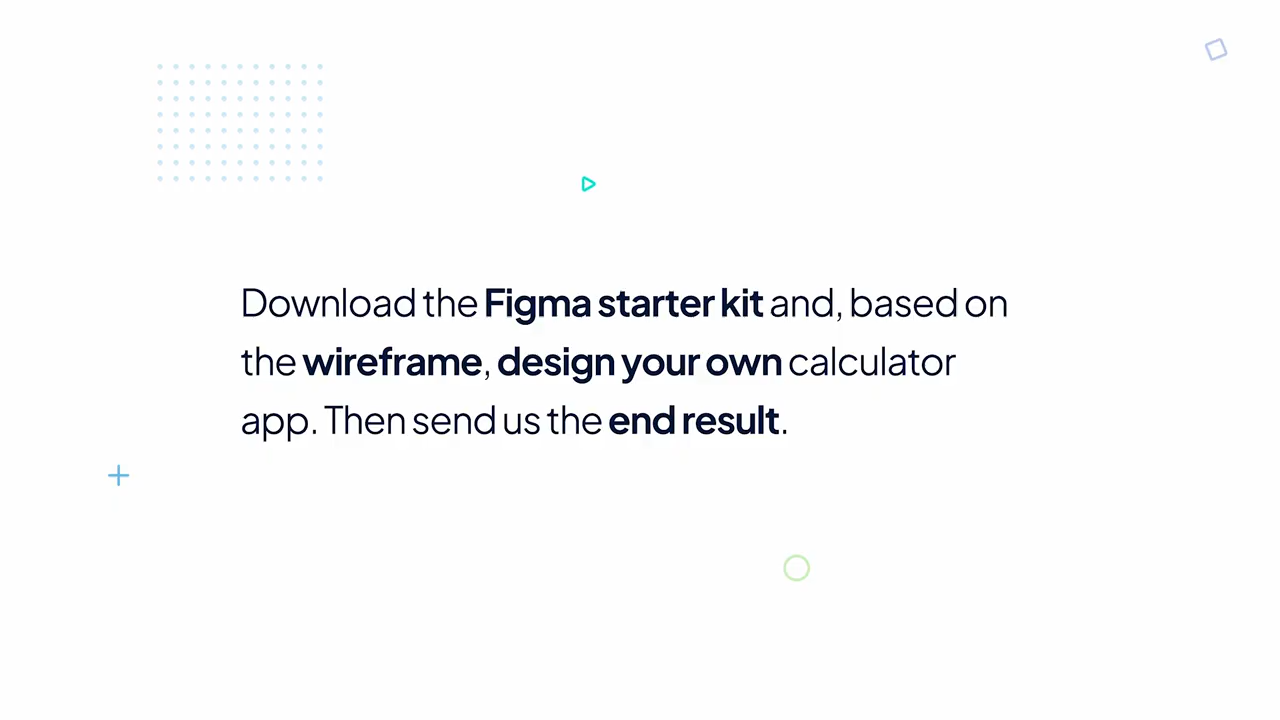 Download the Figma starter kit and, based on
the wireframe, design your own calculator
app. Then send us the end result.